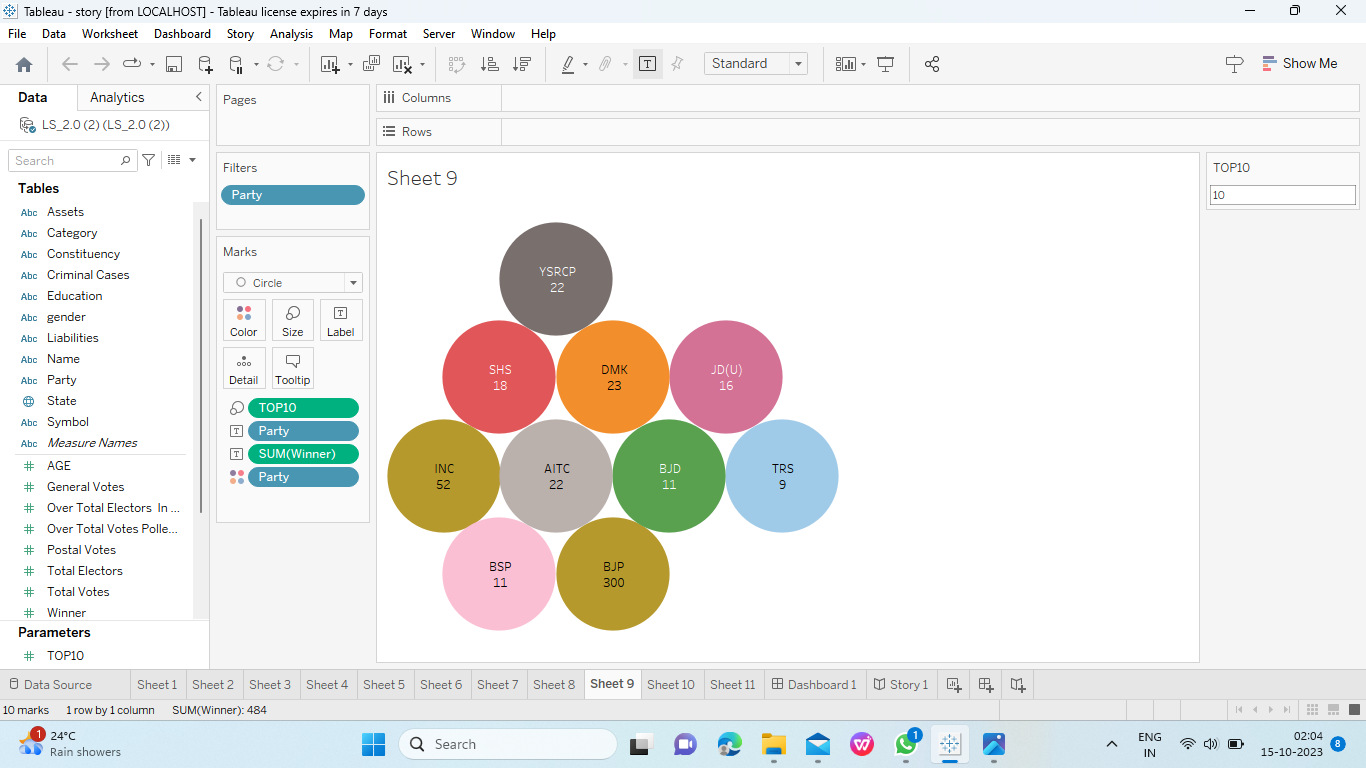 Tableau - story [from LOCALHOST] - Tableau license expires in 7 days
File Data Worksheet Dashboard Story Analysis Map Format Server Window Help
Standard
Show Me
Data Analytics
LS_2.0 (2) (LS_2.0 (2))
Search
Tables
Abc Assets
Abc Category
Abc Constituency
Abc Criminal Cases
Abc Education
Abc gender
Abc Liabilities
Abc Name
Abc Party
State
Abc Symbol
Abc Measure Names
# AGE
# General Votes
# Over Total Electors In ...
# Over Total Votes Polle...
# Postal Votes
# Total Electors
# Total Votes
# Winner
Parameters
# TOP10
Pages
Filters
Party
Marks
Circle
Color Size Label
Detail Tooltip
TOP10
Party
SUM(Winner)
Party
Columns
Rows
Sheet 9
YSRCP
22
SHS
18
DMK
23
JD(U)
16
INC
52
AITC
22
BJD
11
TRS
9
BSP
11
BJP
300
TOP10
10
Data Source Sheet 1 Sheet 2 Sheet 3 Sheet 4 Sheet 5 Sheet 6 Sheet 7 Sheet 8 Sheet 9 Sheet 10 Sheet 11 Dashboard 1 Story 1
10 marks 1 row by 1 column SUM(Winner): 484
1
24°C
Rain showers
Search
1
ENG
IN
02:04
15-10-2023
8